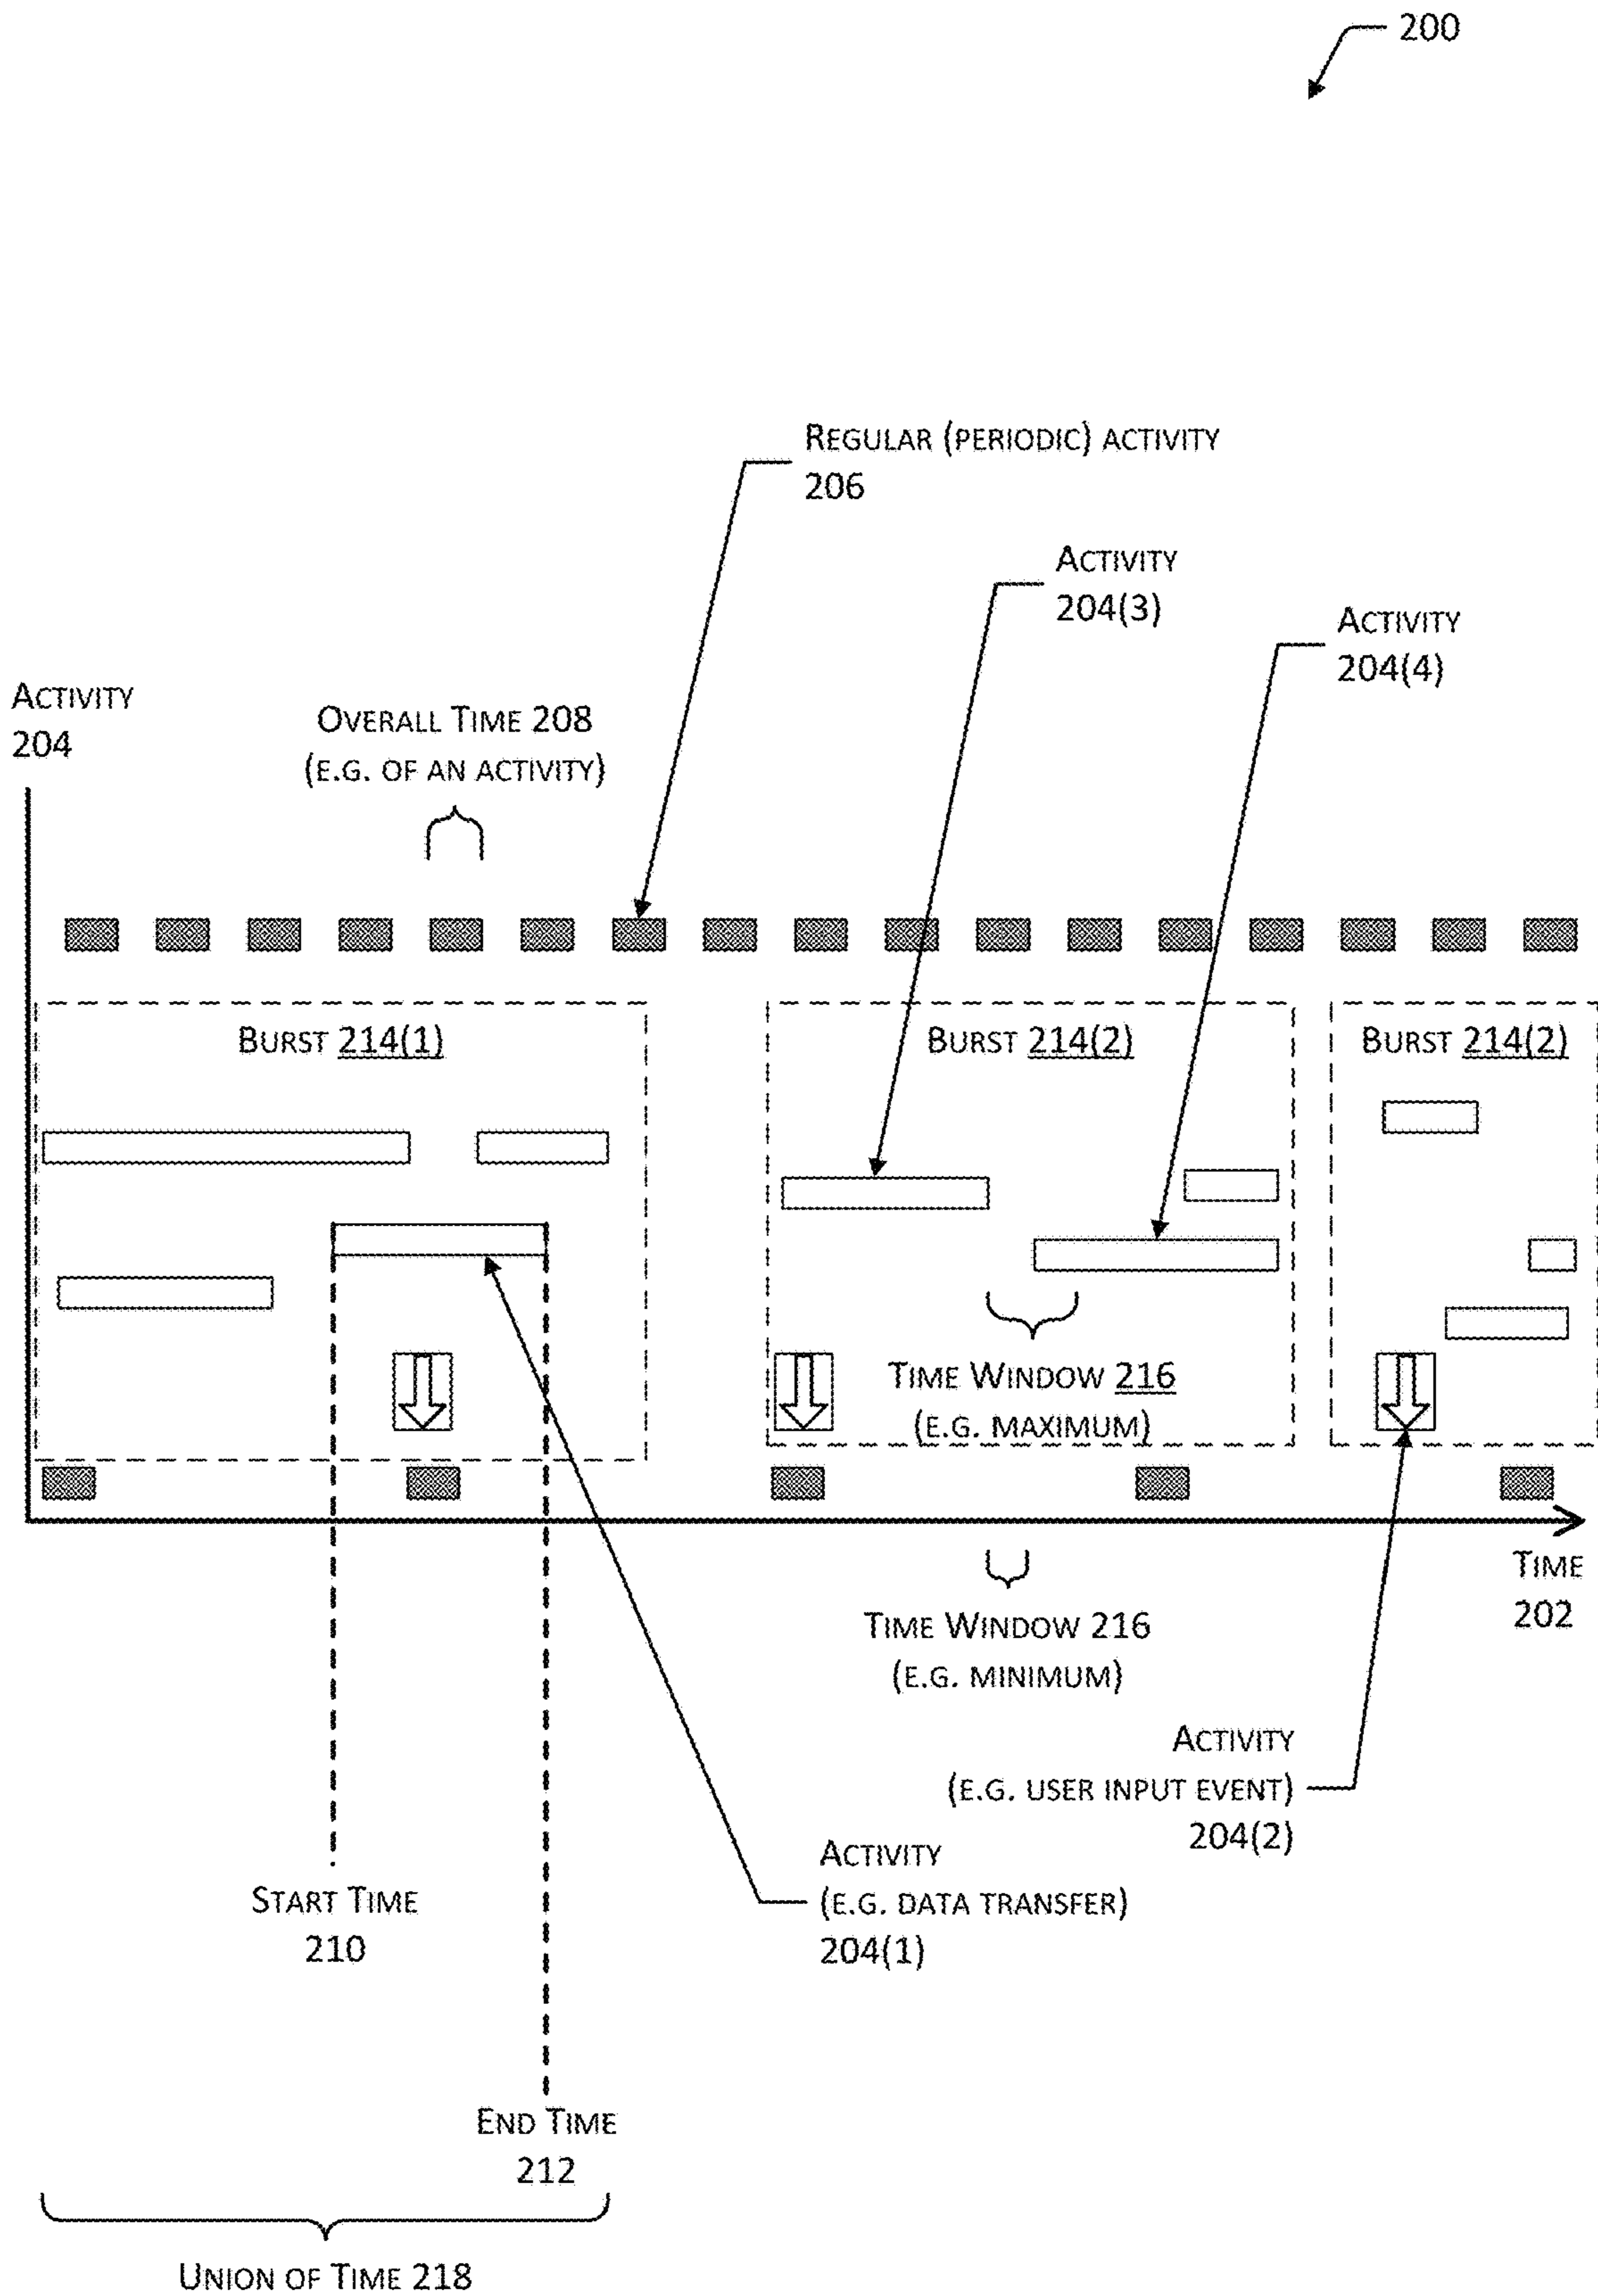 200
REGULAR (PERIODIC) ACTIVITY
206
ACTIVITY
204(3)
ACTIVITY
204(4)
ACTIVITY
204
OVERALL TIME 208
(E.G. OF AN ACTIVITY)
BURST 214(1)
BURST 214(2)
BURST 214(2)
TIME WINDOW 216
(E.G. MAXIMUM)
TIME
202
TIME WINDOW 216
(E.G. MINIMUM)
ACTIVITY
(E.G. USER INPUT EVENT)
204(2)
ACTIVITY
(E.G. DATA TRANSFER)
204(1)
START TIME
210
END TIME
212
UNION OF TIME 218